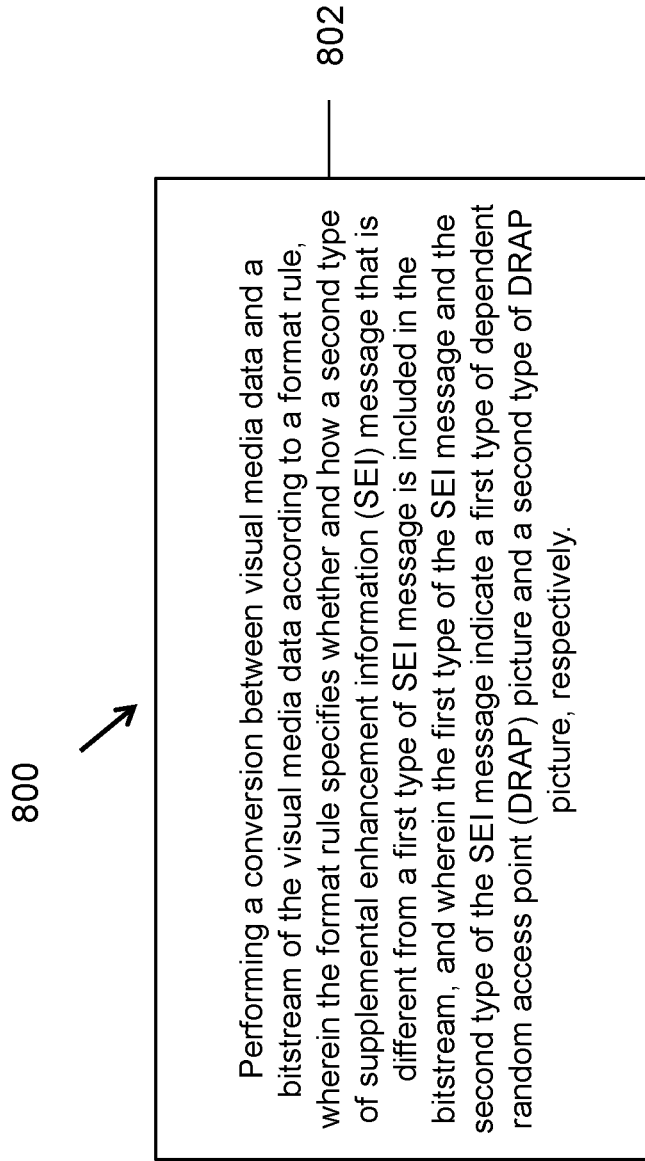 800
Performing a conversion between visual media data and a
bitstream of the visual media data according to a format rule,
wherein the format rule specifies whether and how a second type
of supplemental enhancement information (SEI) message that is
different from a first type of SEI message is included in the
bitstream, and wherein the first type of the SEI message and the
second type of the SEI message indicate a first type of dependent
random access point (DRAP) picture and a second type of DRAP
picture, respectively.
802